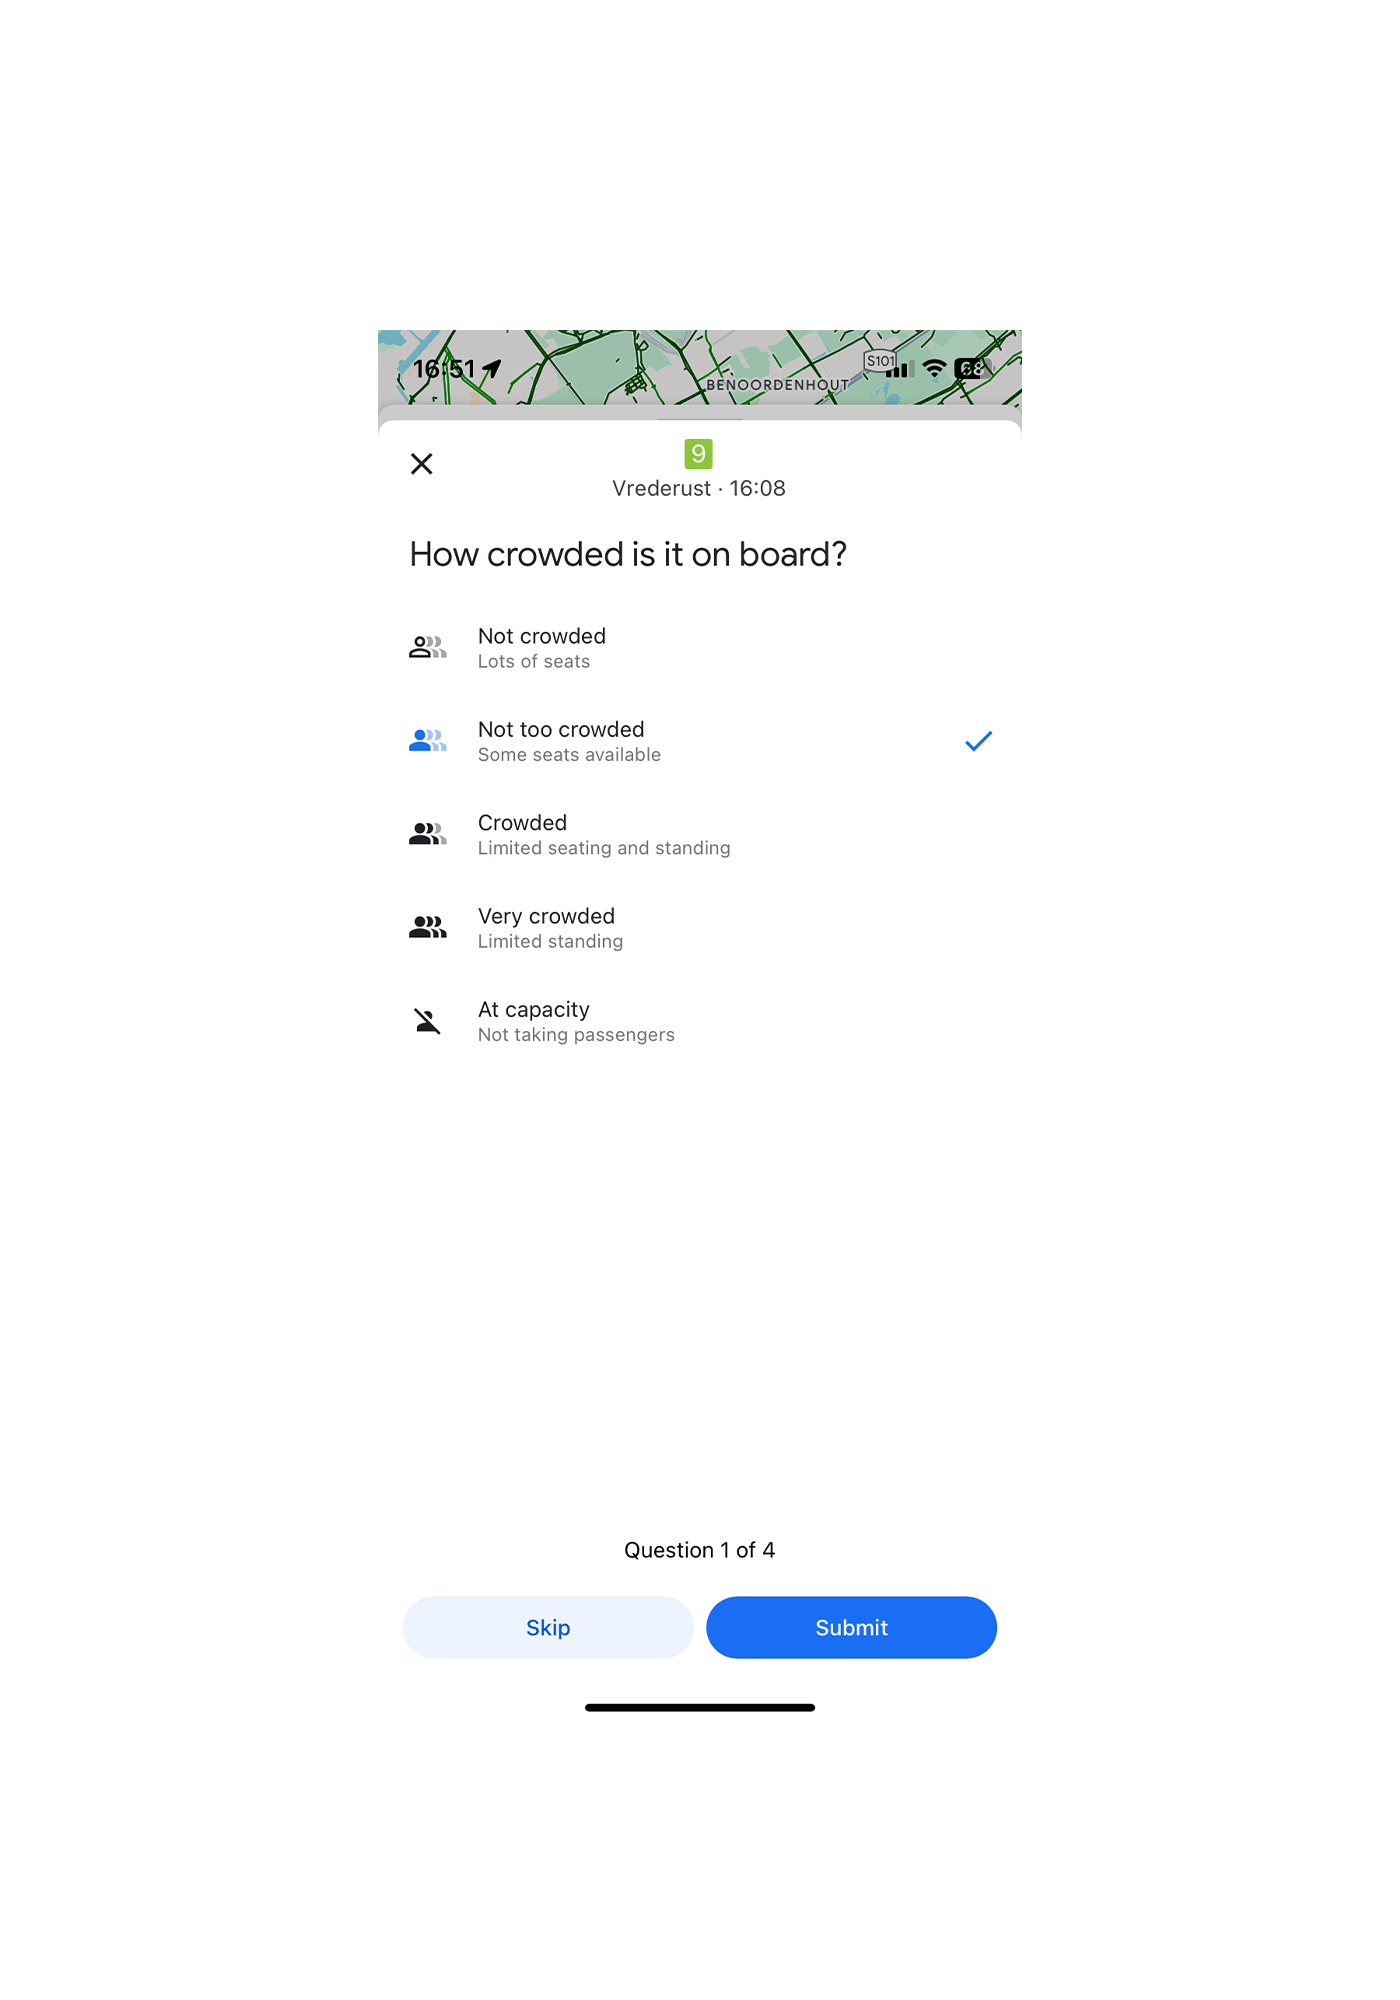 16:51
S101
68
BENOORDENHOUT
9
Vrederust · 16:08
How crowded is it on board?
Not crowded
Lots of seats
Not too crowded
Some seats available
Crowded
Limited seating and standing
Very crowded
Limited standing
At capacity
Not taking passengers
Question 1 of 4
Skip
Submit